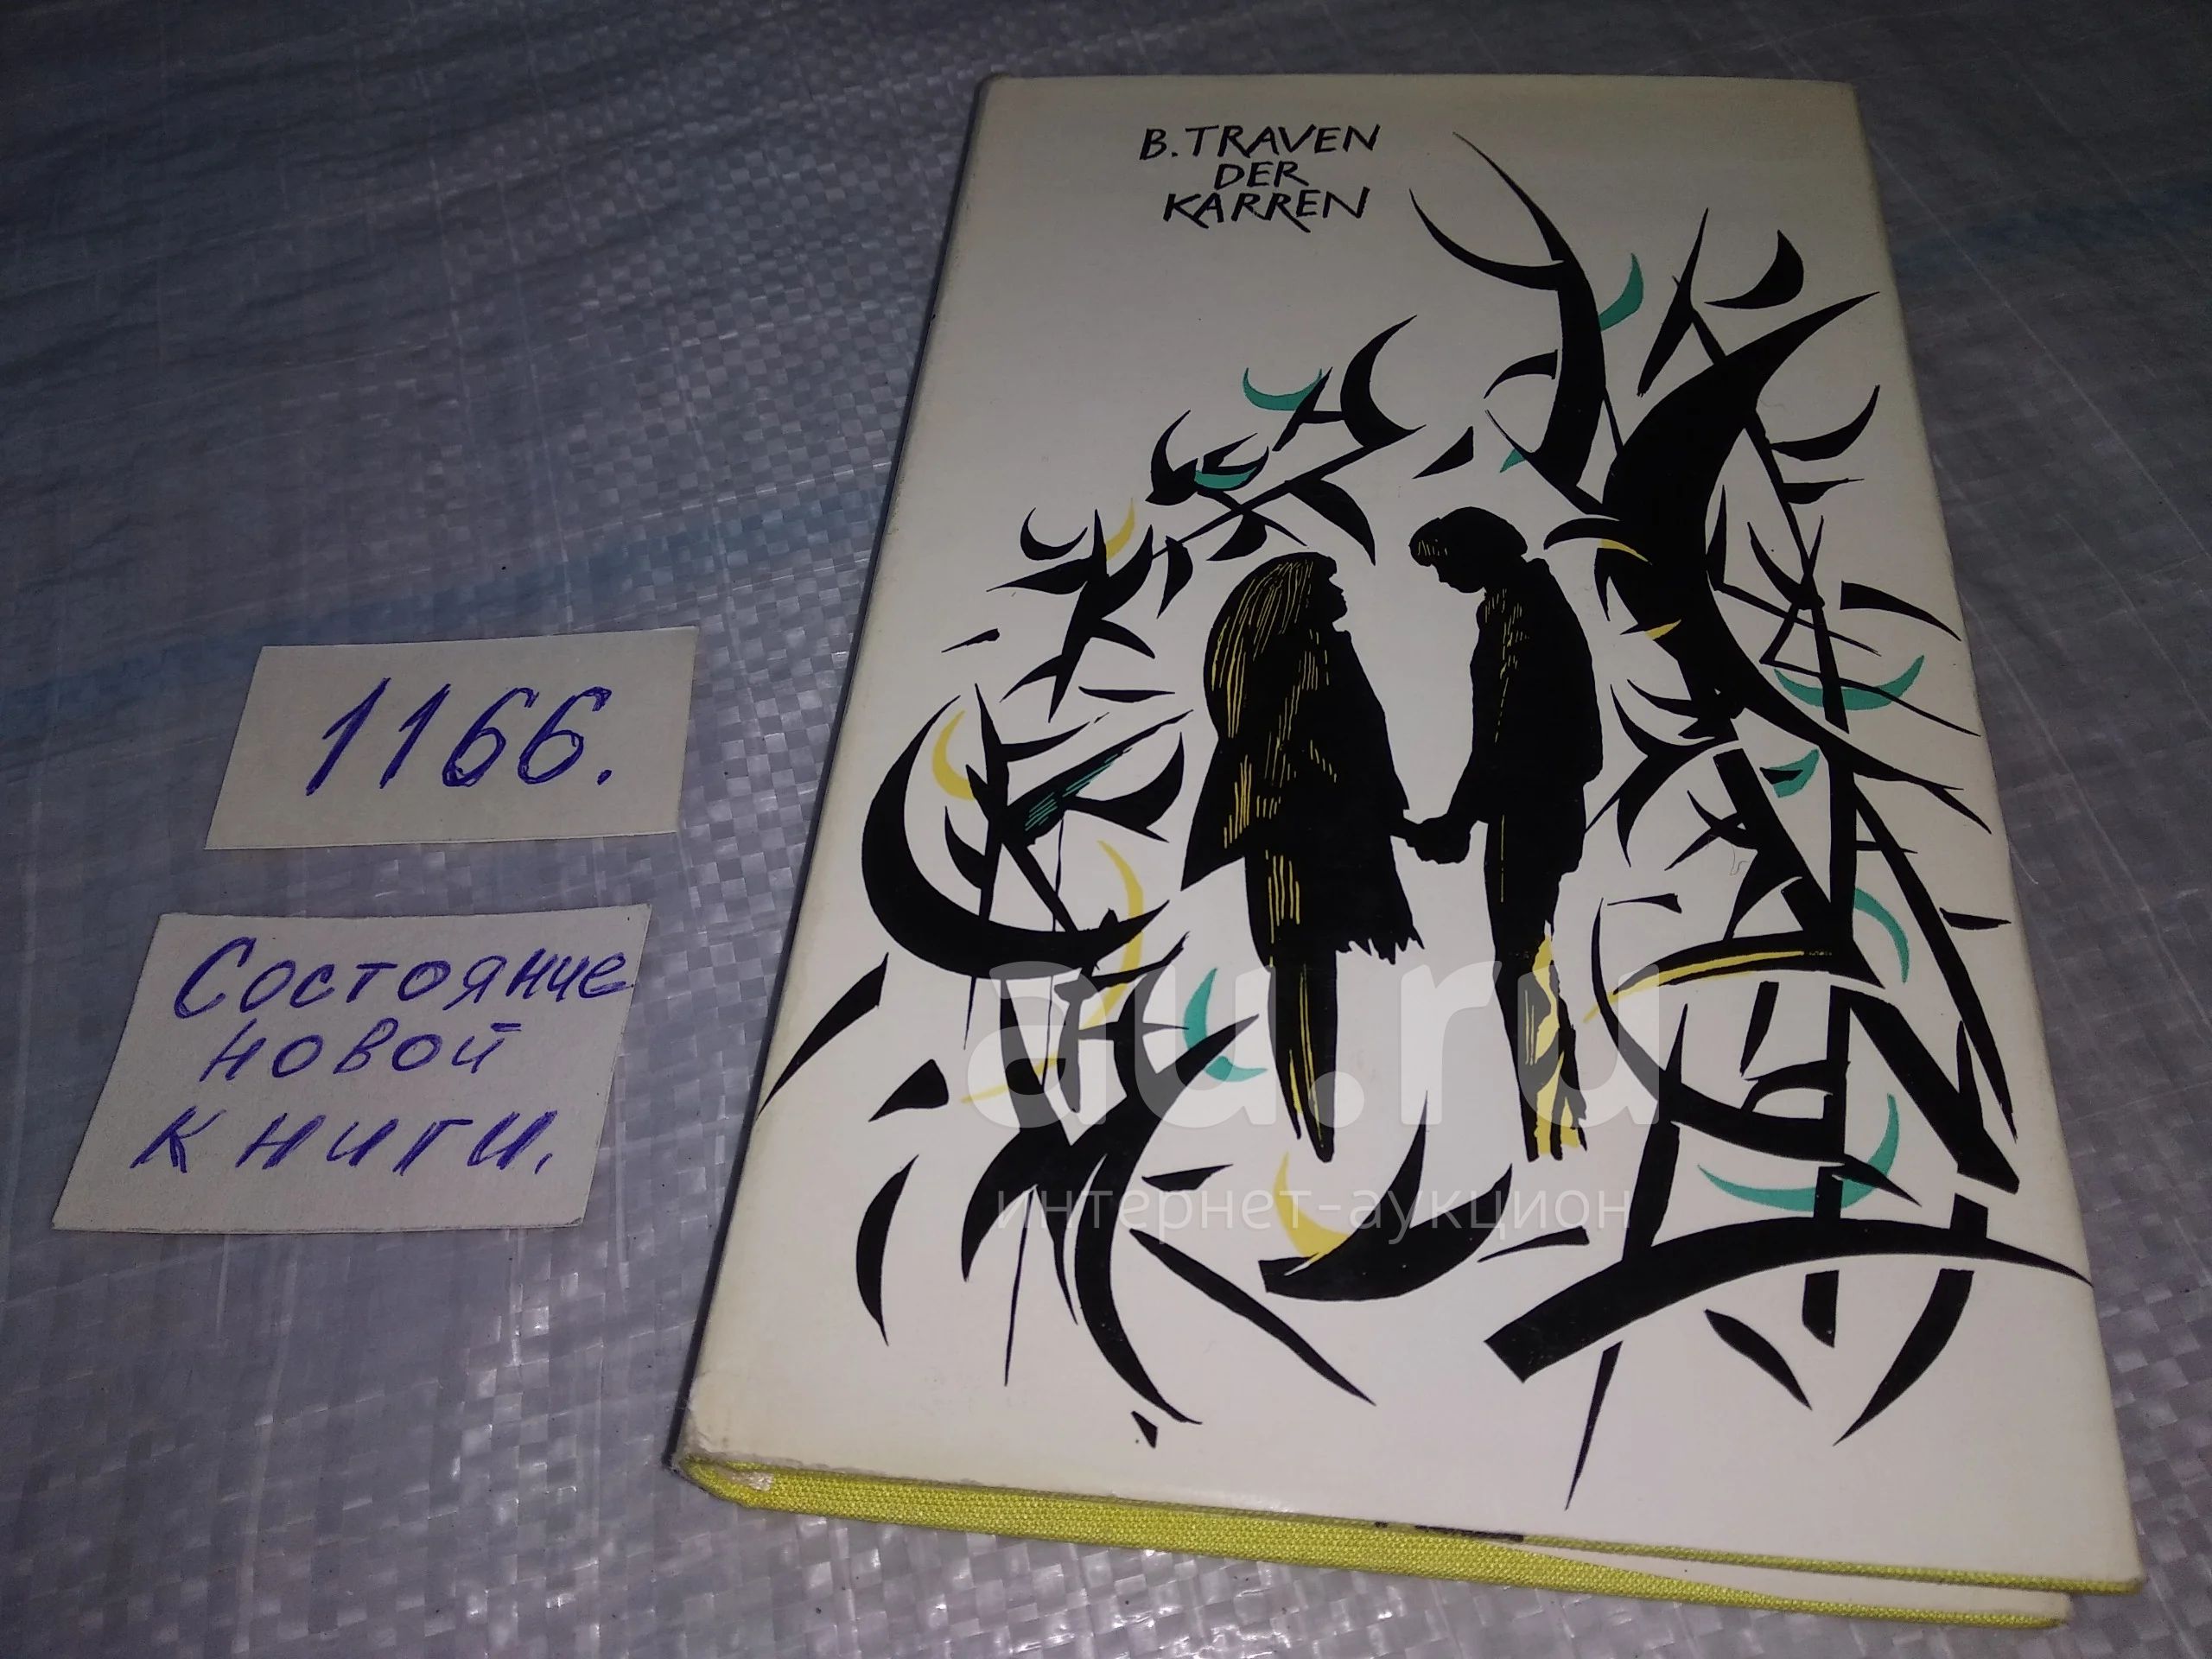 B. TRAVEN
DER
KARREN
1166.
Состояние
новой
книги.
au.ru
интернет-аукцион